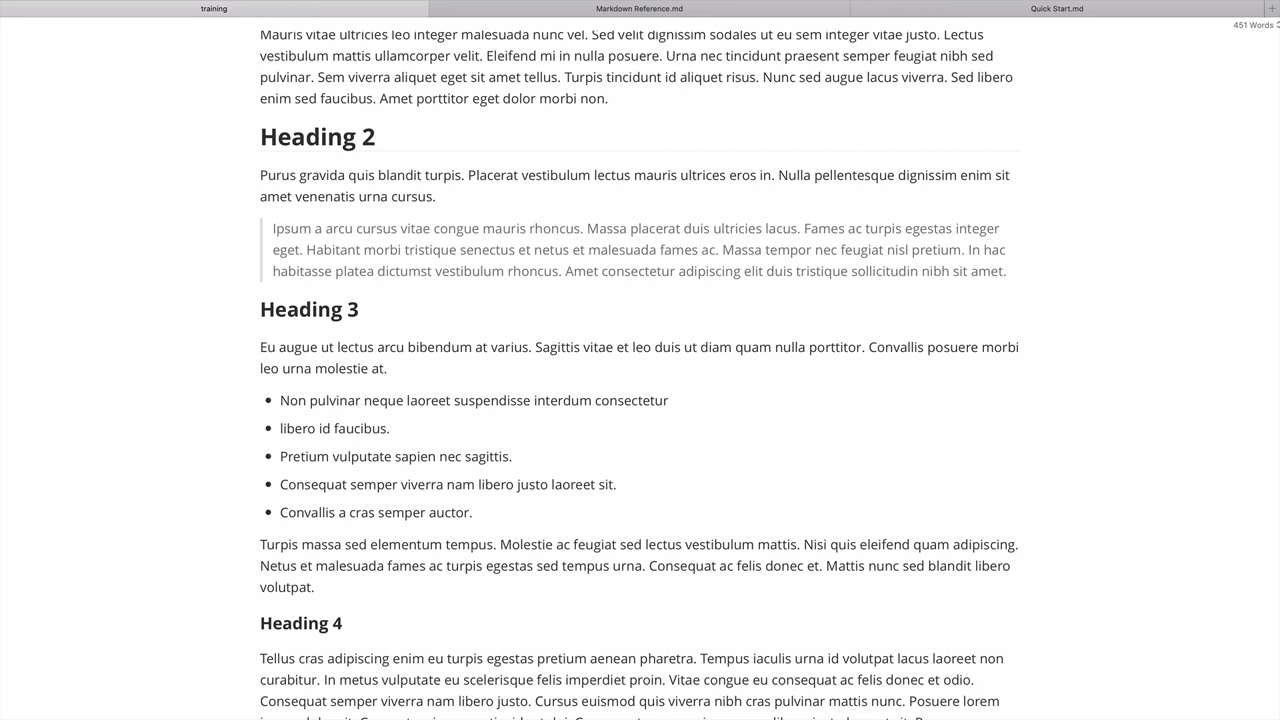 training
Markdown Reference.md
Quick Start.md
+
451 Words
Mauris vitae ultricies leo integer malesuada nunc vel. Sed velit dignissim sodales ut eu sem integer vitae justo. Lectus
vestibulum mattis ullamcorper velit. Eleifend mi in nulla posuere. Urna nec tincidunt praesent semper feugiat nibh sed
pulvinar. Sem viverra aliquet eget sit amet tellus. Turpis tincidunt id aliquet risus. Nunc sed augue lacus viverra. Sed libero
enim sed faucibus. Amet porttitor eget dolor morbi non.
Heading 2
Purus gravida quis blandit turpis. Placerat vestibulum lectus mauris ultrices eros in. Nulla pellentesque dignissim enim sit
amet venenatis urna cursus.
Ipsum a arcu cursus vitae congue mauris rhoncus. Massa placerat duis ultricies lacus. Fames ac turpis egestas integer
eget. Habitant morbi tristique senectus et netus et malesuada fames ac. Massa tempor nec feugiat nisl pretium. In hac
habitasse platea dictumst vestibulum rhoncus. Amet consectetur adipiscing elit duis tristique sollicitudin nibh sit amet.
Heading 3
Eu augue ut lectus arcu bibendum at varius. Sagittis vitae et leo duis ut diam quam nulla porttitor. Convallis posuere morbi
leo urna molestie at.
• Non pulvinar neque laoreet suspendisse interdum consectetur
• libero id faucibus.
• Pretium vulputate sapien nec sagittis.
• Consequat semper viverra nam libero justo laoreet sit.
• Convallis a cras semper auctor.
Turpis massa sed elementum tempus. Molestie ac feugiat sed lectus vestibulum mattis. Nisi quis eleifend quam adipiscing.
Netus et malesuada fames ac turpis egestas sed tempus urna. Consequat ac felis donec et. Mattis nunc sed blandit libero
volutpat.
Heading 4
Tellus cras adipiscing enim eu turpis egestas pretium aenean pharetra. Tempus iaculis urna id volutpat lacus laoreet non
curabitur. In metus vulputate eu scelerisque felis imperdiet proin. Vitae congue eu consequat ac felis donec et odio.
Consequat semper viverra nam libero justo. Cursus euismod quis viverra nibh cras pulvinar mattis nunc. Posuere lorem